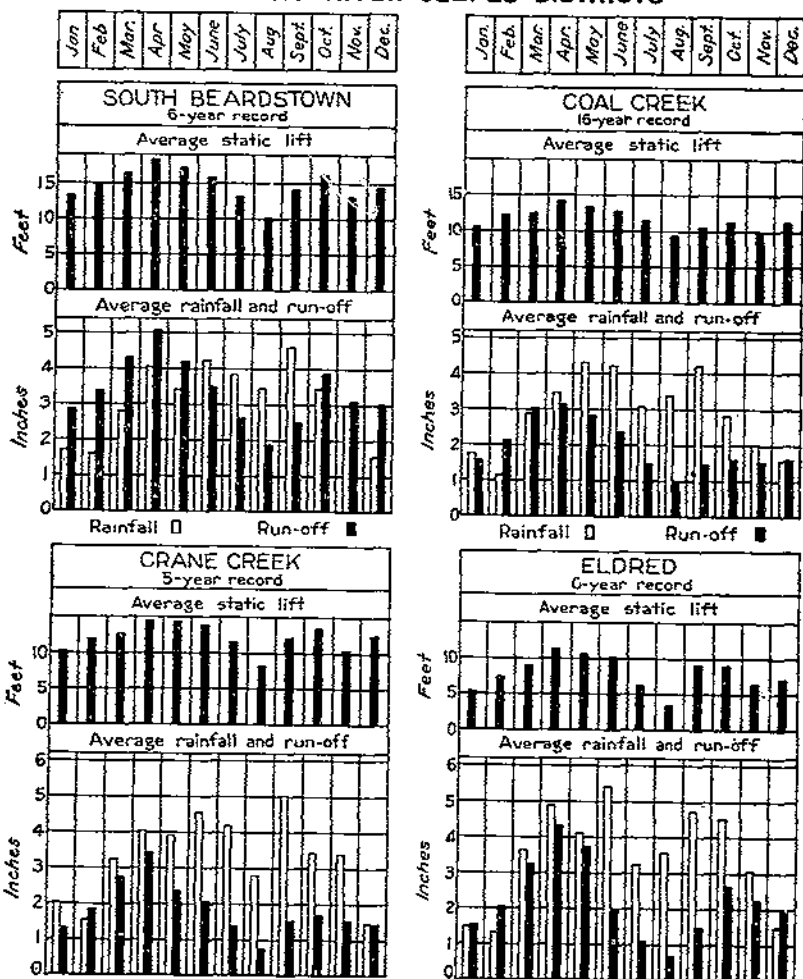 Jan. Feb Mar. Apr. May June July Aug Sept. Oct. Nov. Dec.
SOUTH BEARDSTOWN
6-year record
Average static lift
Feet
15
10
5
0
Average rainfall and run-off
Inches
5
4
3
2
1
0
Rainfall Run-off
Jan. Feb. Mar. Apr. May June July Aug. Sept. Oct. Nov. Dec.
COAL CREEK
16-year record
Average static lift
Feet
15
10
5
0
Average rainfall and run-off
Inches
5
4
3
2
1
0
Rainfall Run-off
CRANE CREEK
5-year record
Average static lift
Feet
10
5
0
Average rainfall and run-off
Inches
6
5
4
3
2
1
0
ELDRED
6-year record
Average static lift
Feet
10
5
0
Average rainfall and run-off
Inches
6
5
4
3
2
1
0